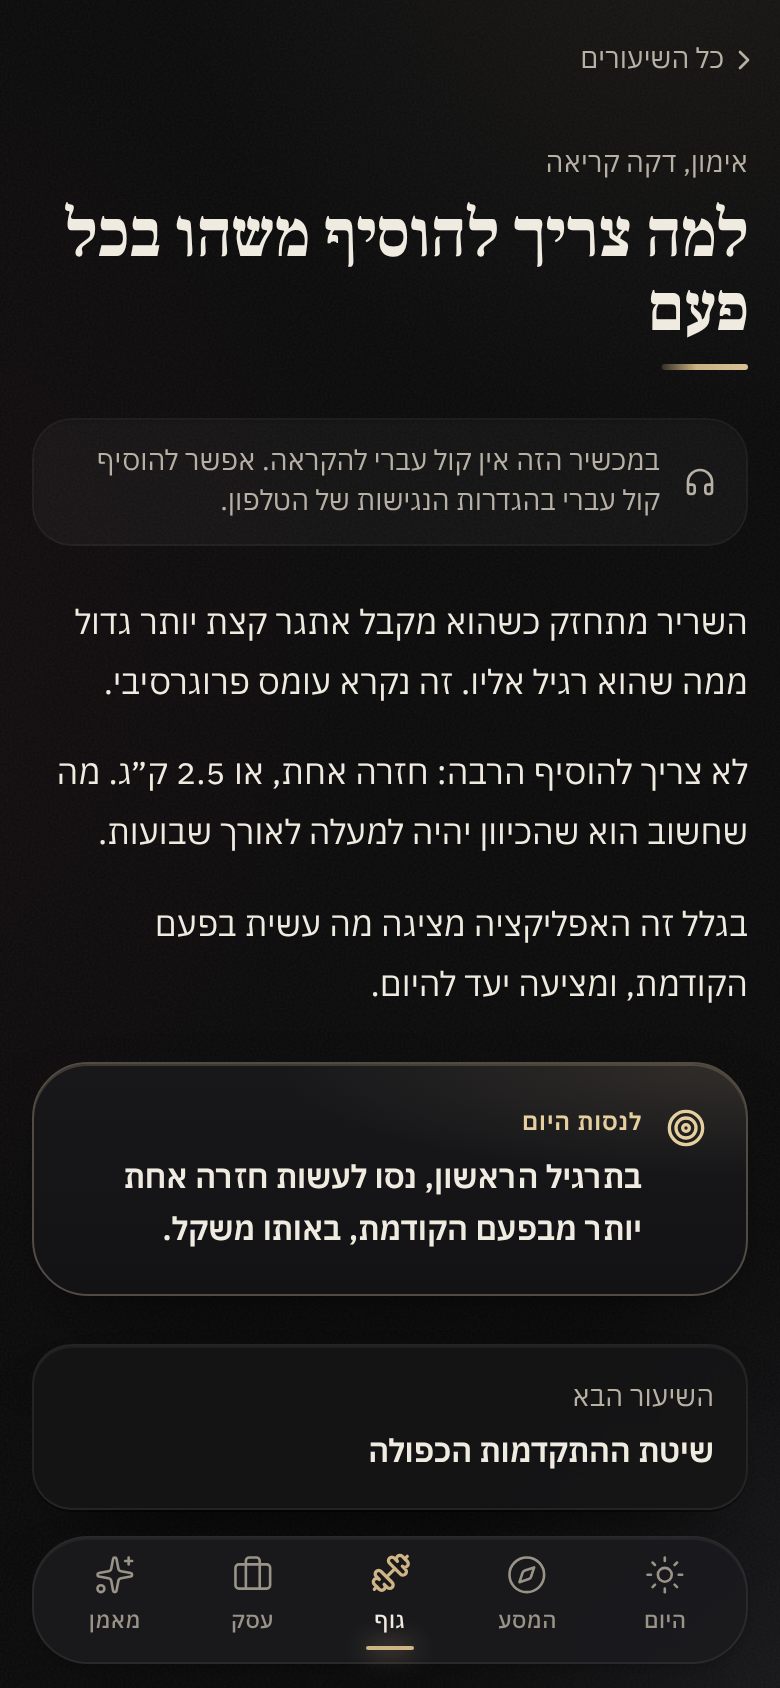 כל השיעורים
אימון, דקה קריאה
למה צריך להוסיף משהו בכל
פעם
במכשיר הזה אין קול עברי להקראה. אפשר להוסיף
קול עברי בהגדרות הנגישות של הטלפון.
השריר מתחזק כשהוא מקבל אתגר קצת יותר גדול
ממה שהוא רגיל אליו. זה נקרא עומס פרוגרסיבי.
לא צריך להוסיף הרבה: חזרה אחת, או 2.5 ק״ג. מה
שחשוב הוא שהכיוון יהיה למעלה לאורך שבועות.
בגלל זה האפליקציה מציגה מה עשית בפעם
הקודמת, ומציעה יעד להיום.
לנסות היום
בתרגיל הראשון, נסו לעשות חזרה אחת
יותר מבפעם הקודמת, באותו משקל.
השיעור הבא
שיטת ההתקדמות הכפולה
היום
המסע
גוף
עסק
מאמן